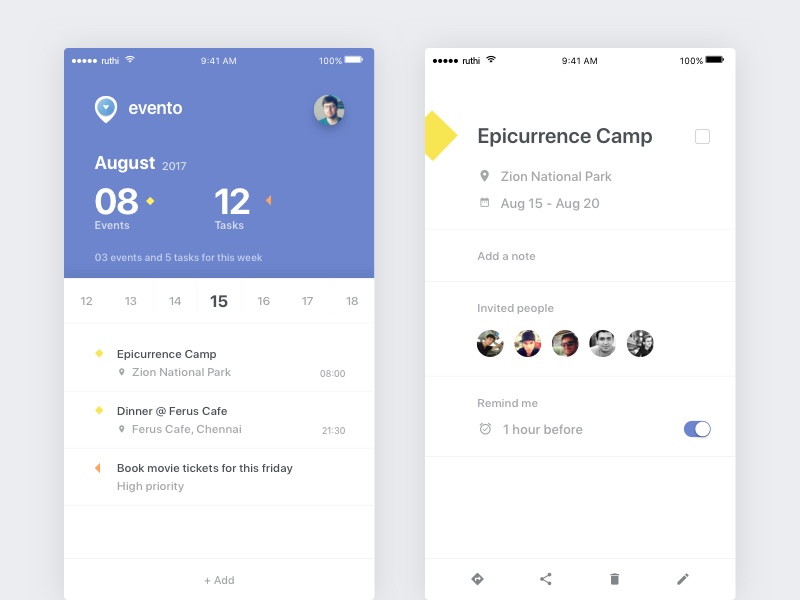 ruthi 9:41 AM 100%
evento
August 2017
08 12
Events Tasks
03 events and 5 tasks for this week
12 13 14 15 16 17 18
Epicurrence Camp
Zion National Park 08:00
Dinner @ Ferus Cafe
Ferus Cafe, Chennai 21:30
Book movie tickets for this friday
High priority
+ Add
ruthi 9:41 AM 100%
Epicurrence Camp
Zion National Park
Aug 15 - Aug 20
Add a note
Invited people
Remind me
1 hour before